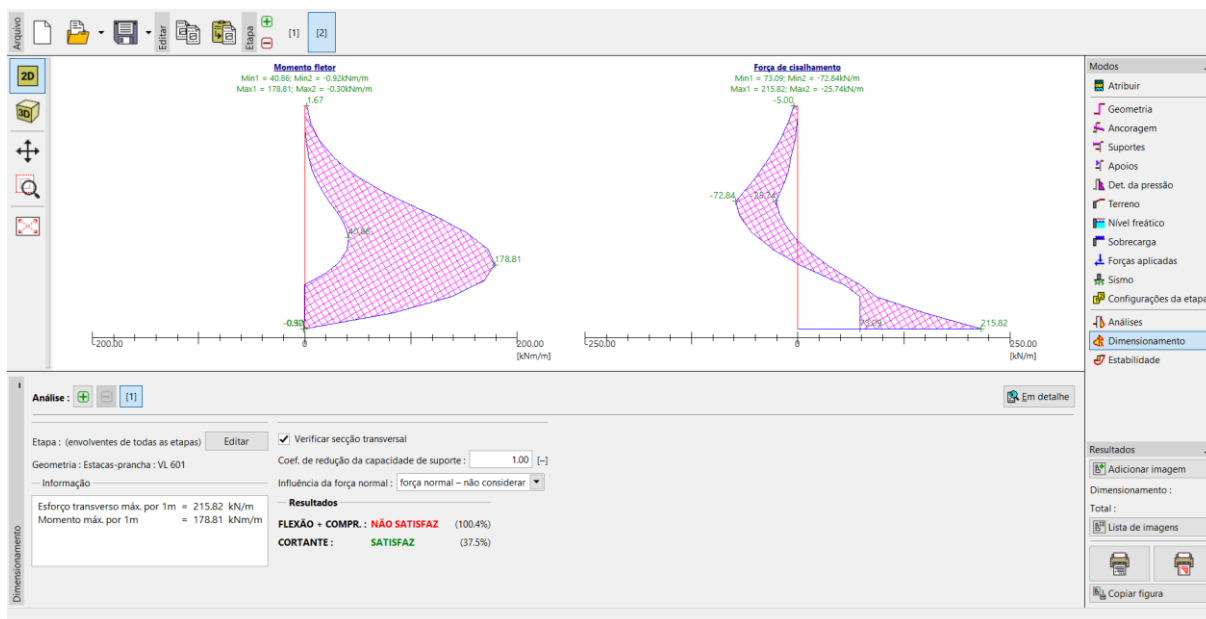 Arquivo
Editar
Etapa
[1]
[2]
2D
3D
Momento fletor
Min1 = 40.86; Min2 = -0.92kNm/m
Max1 = 178.81; Max2 = -0.30kNm/m
1.67
40.86
178.81
-200.00
0
200.00
[kNm/m]
Força de cisalhamento
Min1 = 73.09; Min2 = -72.84kN/m
Max1 = 215.82; Max2 = -25.74kN/m
-5.00
-72.84
-25.74
73.09
215.82
-250.00
0
250.00
[kN/m]
Modos
Atribuir
Geometria
Ancoragem
Suportes
Apoios
Det. da pressão
Terreno
Nível freático
Sobrecarga
Forças aplicadas
Sismo
Configurações da etapa
Análises
Dimensionamento
Estabilidade
Análise :
[1]
Em detalhe
Etapa : (envolventes de todas as etapas)
Editar
Geometria : Estacas-prancha : VL 601
Informação
Esforço transverso máx. por 1m = 215.82 kN/m
Momento máx. por 1m = 178.81 kNm/m
Verificar secção transversal
Coef. de redução da capacidade de suporte : 1.00 [–]
Influência da força normal : força normal – não considerar
Resultados
FLEXÃO + COMPR. : NÃO SATISFAZ (100.4%)
CORTANTE : SATISFAZ (37.5%)
Dimensionamento
Resultados
Adicionar imagem
Dimensionamento :
Total :
Lista de imagens
Copiar figura